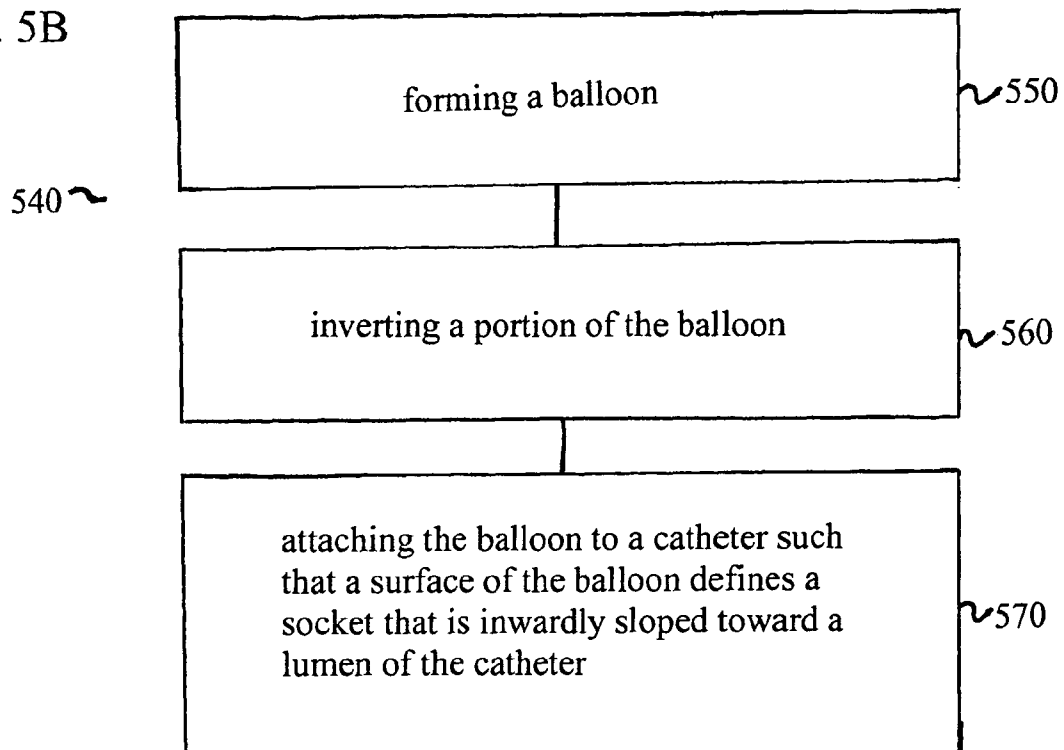 5B
forming a balloon
550
540
inverting a portion of the balloon
560
attaching the balloon to a catheter such
that a surface of the balloon defines a
socket that is inwardly sloped toward a
lumen of the catheter
570